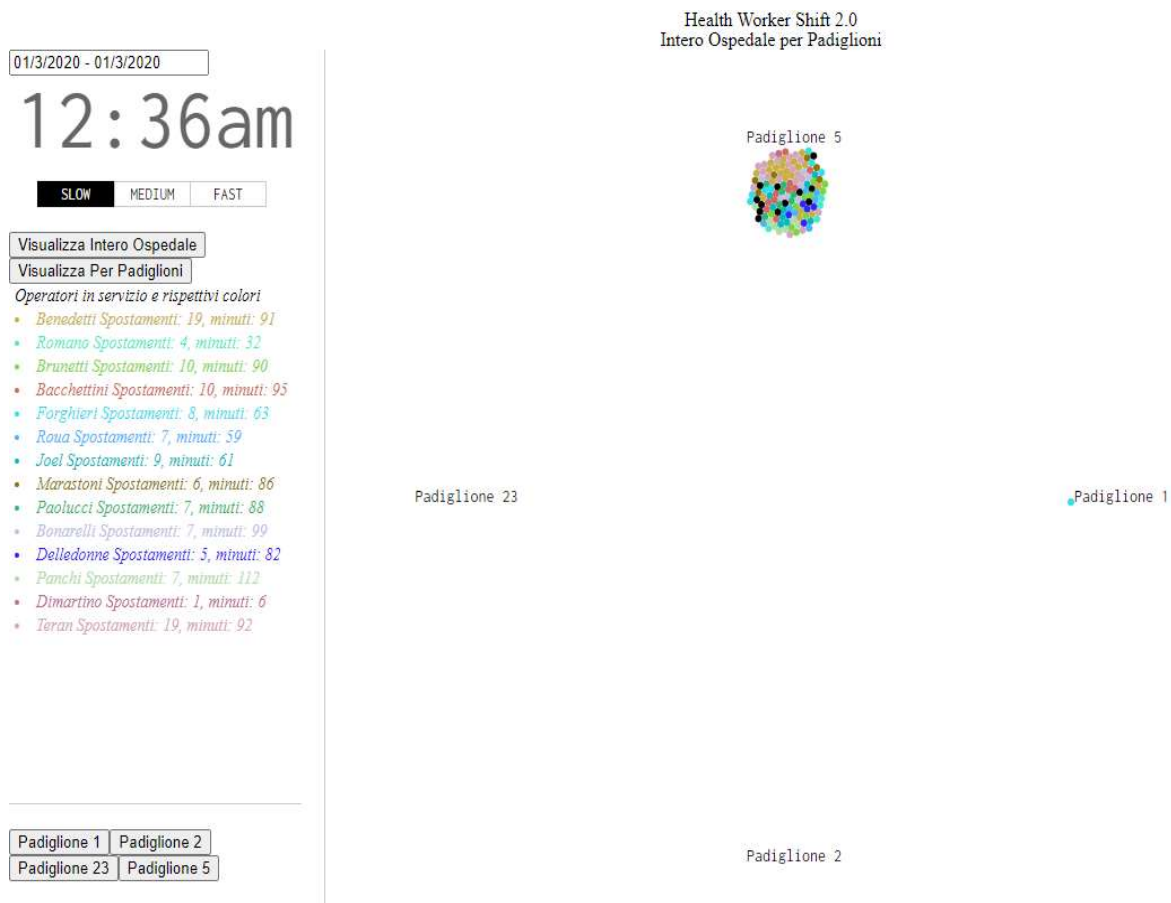 Health Worker Shift 2.0
Intero Ospedale per Padiglioni
01/3/2020 - 01/3/2020
12:36am
SLOW MEDIUM FAST
Visualizza Intero Ospedale
Visualizza Per Padiglioni
Operatori in servizio e rispettivi colori
Benedetti Spostamenti: 19, minuti: 91
Romano Spostamenti: 4, minuti: 32
Brunetti Spostamenti: 10, minuti: 90
Bacchettini Spostamenti: 10, minuti: 95
Forghieri Spostamenti: 8, minuti: 63
Roua Spostamenti: 7, minuti: 59
Joel Spostamenti: 9, minuti: 61
Marastoni Spostamenti: 6, minuti: 86
Paolucci Spostamenti: 7, minuti: 88
Bonarelli Spostamenti: 7, minuti: 99
Delledonne Spostamenti: 5, minuti: 82
Panchi Spostamenti: 7, minuti: 112
Dimartino Spostamenti: 1, minuti: 6
Teran Spostamenti: 19, minuti: 92
Padiglione 1 Padiglione 2
Padiglione 23 Padiglione 5
Padiglione 5
Padiglione 23
Padiglione 1
Padiglione 2